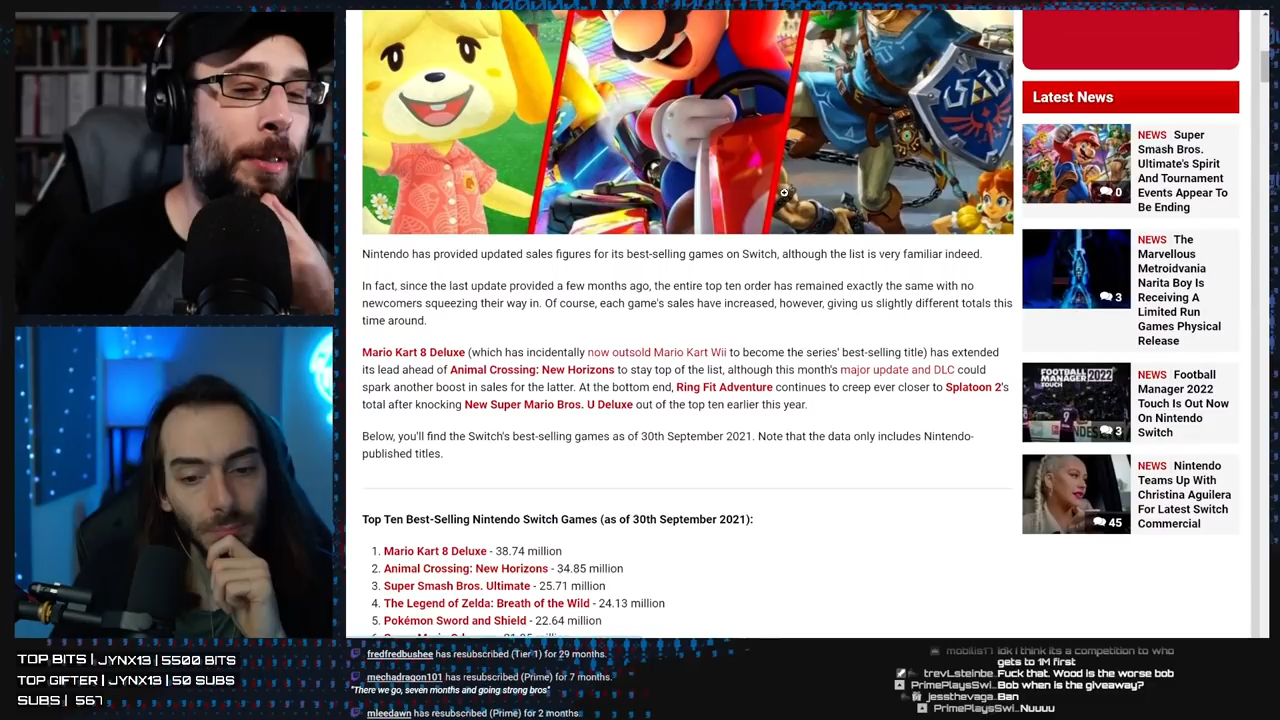 Latest News
NEWS Super
Smash Bros.
Ultimate's Spirit
And Tournament
Events Appear To
Be Ending
0
NEWS The
Marvellous
Metroidvania
Narita Boy Is
Receiving A
Limited Run
Games Physical
Release
3
FOOTBALL
MANAGER 2022
TOUCH
NEWS Football
Manager 2022
Touch Is Out Now
On Nintendo
Switch
3
NEWS Nintendo
Teams Up With
Christina Aguilera
For Latest Switch
Commercial
45
Nintendo has provided updated sales figures for its best-selling games on Switch, although the list is very familiar indeed.
In fact, since the last update provided a few months ago, the entire top ten order has remained exactly the same with no
newcomers squeezing their way in. Of course, each game's sales have increased, however, giving us slightly different totals this
time around.
Mario Kart 8 Deluxe (which has incidentally now outsold Mario Kart Wii to become the series' best-selling title) has extended
its lead ahead of Animal Crossing: New Horizons to stay top of the list, although this month's major update and DLC could
spark another boost in sales for the latter. At the bottom end, Ring Fit Adventure continues to creep ever closer to Splatoon 2's
total after knocking New Super Mario Bros. U Deluxe out of the top ten earlier this year.
Below, you'll find the Switch's best-selling games as of 30th September 2021. Note that the data only includes Nintendo-
published titles.
Top Ten Best-Selling Nintendo Switch Games (as of 30th September 2021):
1. Mario Kart 8 Deluxe - 38.74 million
2. Animal Crossing: New Horizons - 34.85 million
3. Super Smash Bros. Ultimate - 25.71 million
4. The Legend of Zelda: Breath of the Wild - 24.13 million
5. Pokémon Sword and Shield - 22.64 million
TOP BITS | JYNX13 | 5500 BITS
TOP GIFTER | JYNX13 | 50 SUBS
SUBS | 567
fredfredbushee has resubscribed (Tier 1) for 29 months.
mechadragon101 has resubscribed (Prime) for 7 months.
"There we go, seven months and going strong bros"
mleedawn has resubscribed (Prime) for 2 months.
mobilis17 idk i think its a competition to who
gets to 1M first
trevLsteinbe.. Fuck that. Wood is the worse bob
PrimePlaysSwi.. Bob when is the giveaway?
jessthevaga.. Ban
PrimePlaysSwi.. Nuuuu